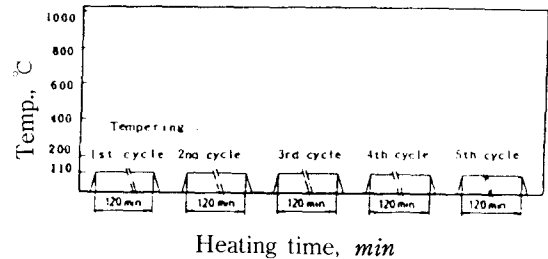 1000
800
600
400
200
110
Temp., °C
Tempering
1st cycle 2nd cycle 3rd cycle 4th cycle 5th cycle
120 min 120 min 120 min 120 min 120 min
Heating time, min